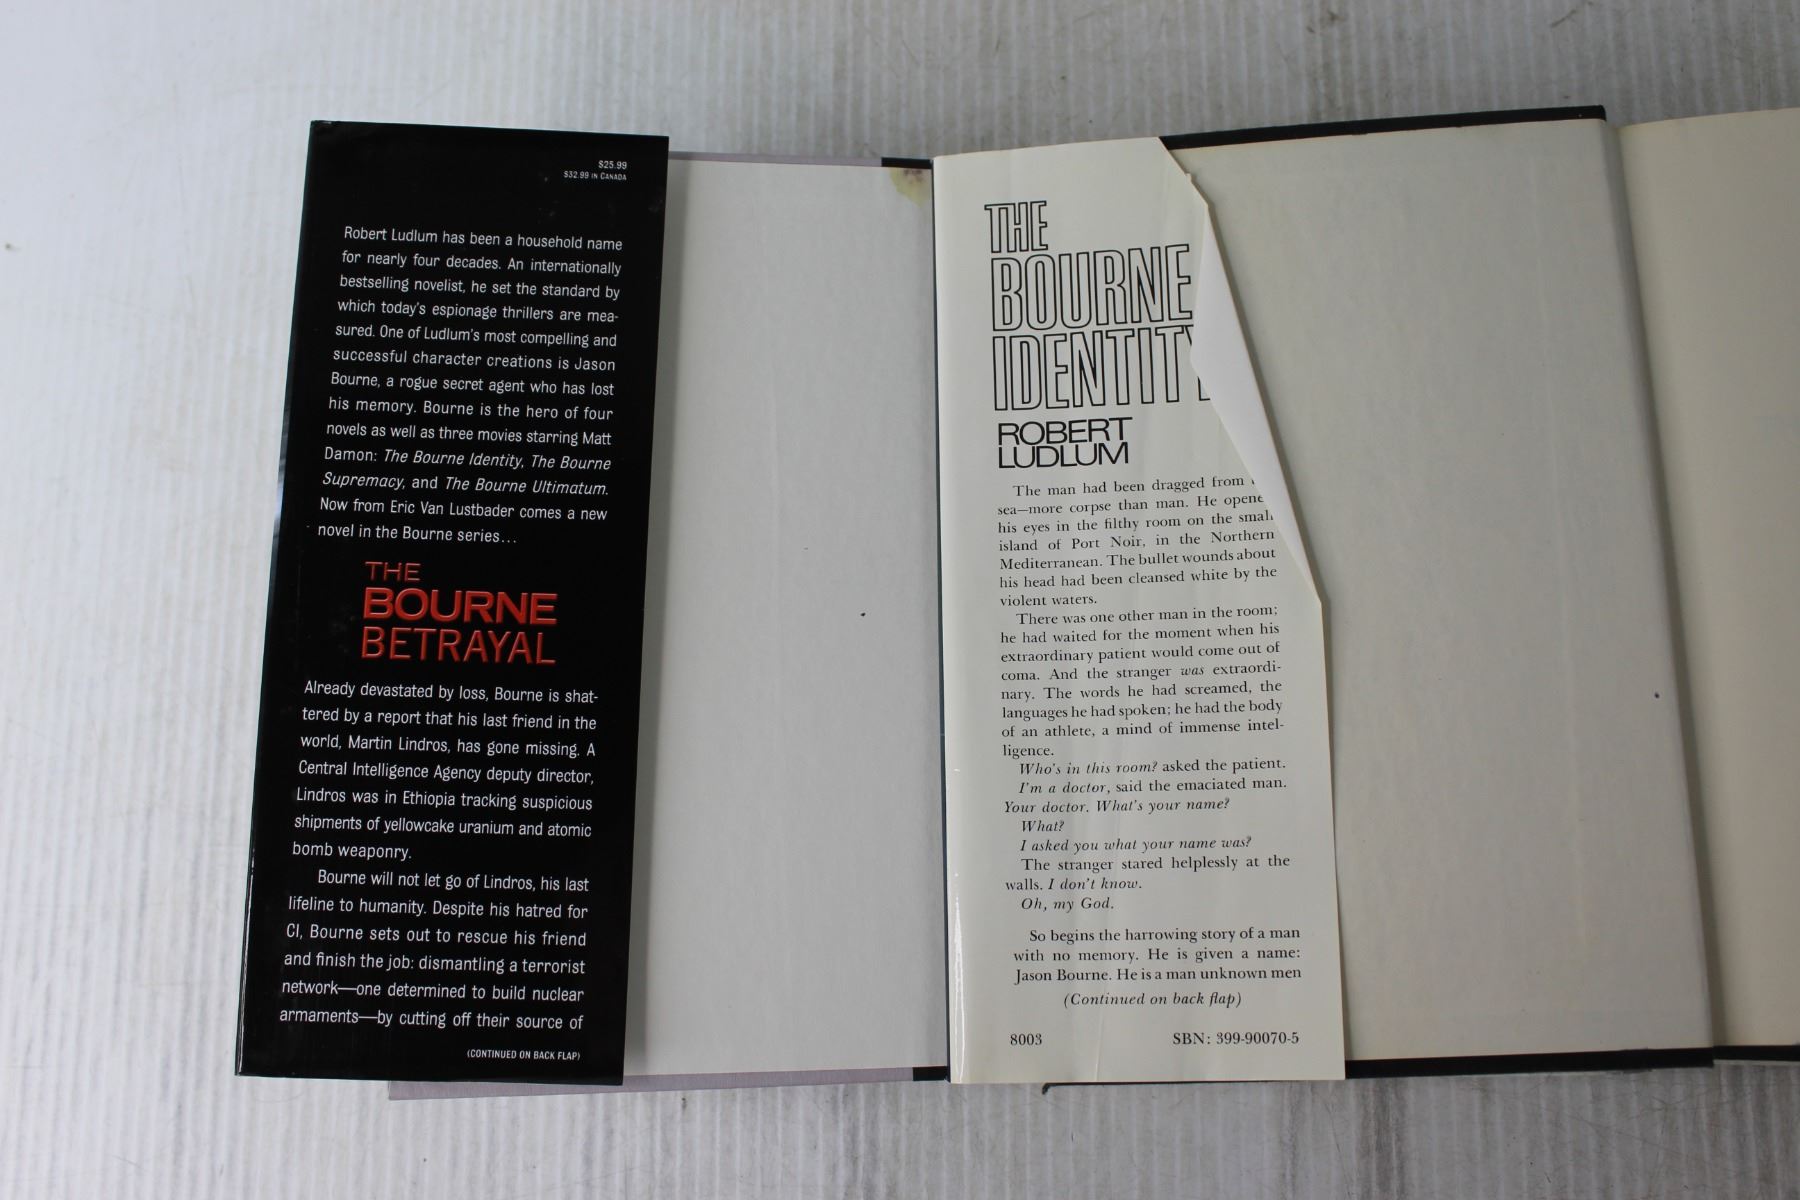 $25.99
$32.99 IN CANADA
Robert Ludlum has been a household name
for nearly four decades. An internationally
bestselling novelist, he set the standard by
which today's espionage thrillers are mea-
sured. One of Ludlum's most compelling and
successful character creations is Jason
Bourne, a rogue secret agent who has lost
his memory. Bourne is the hero of four
novels as well as three movies starring Matt
Damon: The Bourne Identity, The Bourne
Supremacy, and The Bourne Ultimatum.
Now from Eric Van Lustbader comes a new
novel in the Bourne series...
THE
BOURNE
BETRAYAL
Already devastated by loss, Bourne is shat-
tered by a report that his last friend in the
world, Martin Lindros, has gone missing. A
Central Intelligence Agency deputy director,
Lindros was in Ethiopia tracking suspicious
shipments of yellowcake uranium and atomic
bomb weaponry.
Bourne will not let go of Lindros, his last
lifeline to humanity. Despite his hatred for
CI, Bourne sets out to rescue his friend
and finish the job: dismantling a terrorist
network—one determined to build nuclear
armaments—by cutting off their source of
(CONTINUED ON BACK FLAP)
THE
BOURNE
IDENTITY
ROBERT
LUDLUM
The man had been dragged from
sea—more corpse than man. He opene
his eyes in the filthy room on the small
island of Port Noir, in the Northern
Mediterranean. The bullet wounds about
his head had been cleansed white by the
violent waters.
There was one other man in the room;
he had waited for the moment when his
extraordinary patient would come out of
coma. And the stranger was extraordi-
nary. The words he had screamed, the
languages he had spoken; he had the body
of an athlete, a mind of immense intel-
ligence.
Who's in this room? asked the patient.
I'm a doctor, said the emaciated man.
Your doctor. What's your name?
What?
I asked you what your name was?
The stranger stared helplessly at the
walls. I don't know.
Oh, my God.
So begins the harrowing story of a man
with no memory. He is given a name:
Jason Bourne. He is a man unknown men
(Continued on back flap)
8003 SBN: 399-90070-5